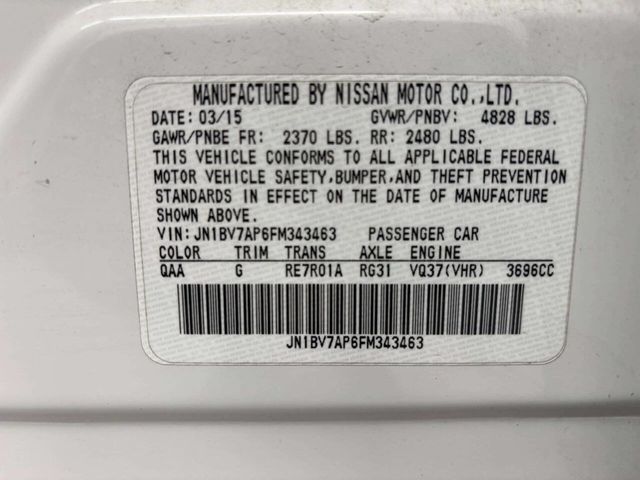 MANUFACTURED BY NISSAN MOTOR CO.,LTD.
DATE: 03/15 GVWR/PNBV: 4828 LBS.
GAWR/PNBE FR: 2370 LBS. RR: 2480 LBS.
THIS VEHICLE CONFORMS TO ALL APPLICABLE FEDERAL
MOTOR VEHICLE SAFETY,BUMPER,AND THEFT PREVENTION
STANDARDS IN EFFECT ON THE DATE OF MANUFACTURE
SHOWN ABOVE.
VIN: JN1BV7AP6FM343463 PASSENGER CAR
COLOR TRIM TRANS AXLE ENGINE
QAA G RE7R01A RG31 VQ37(VHR) 3696CC
JN1BV7AP6FM343463